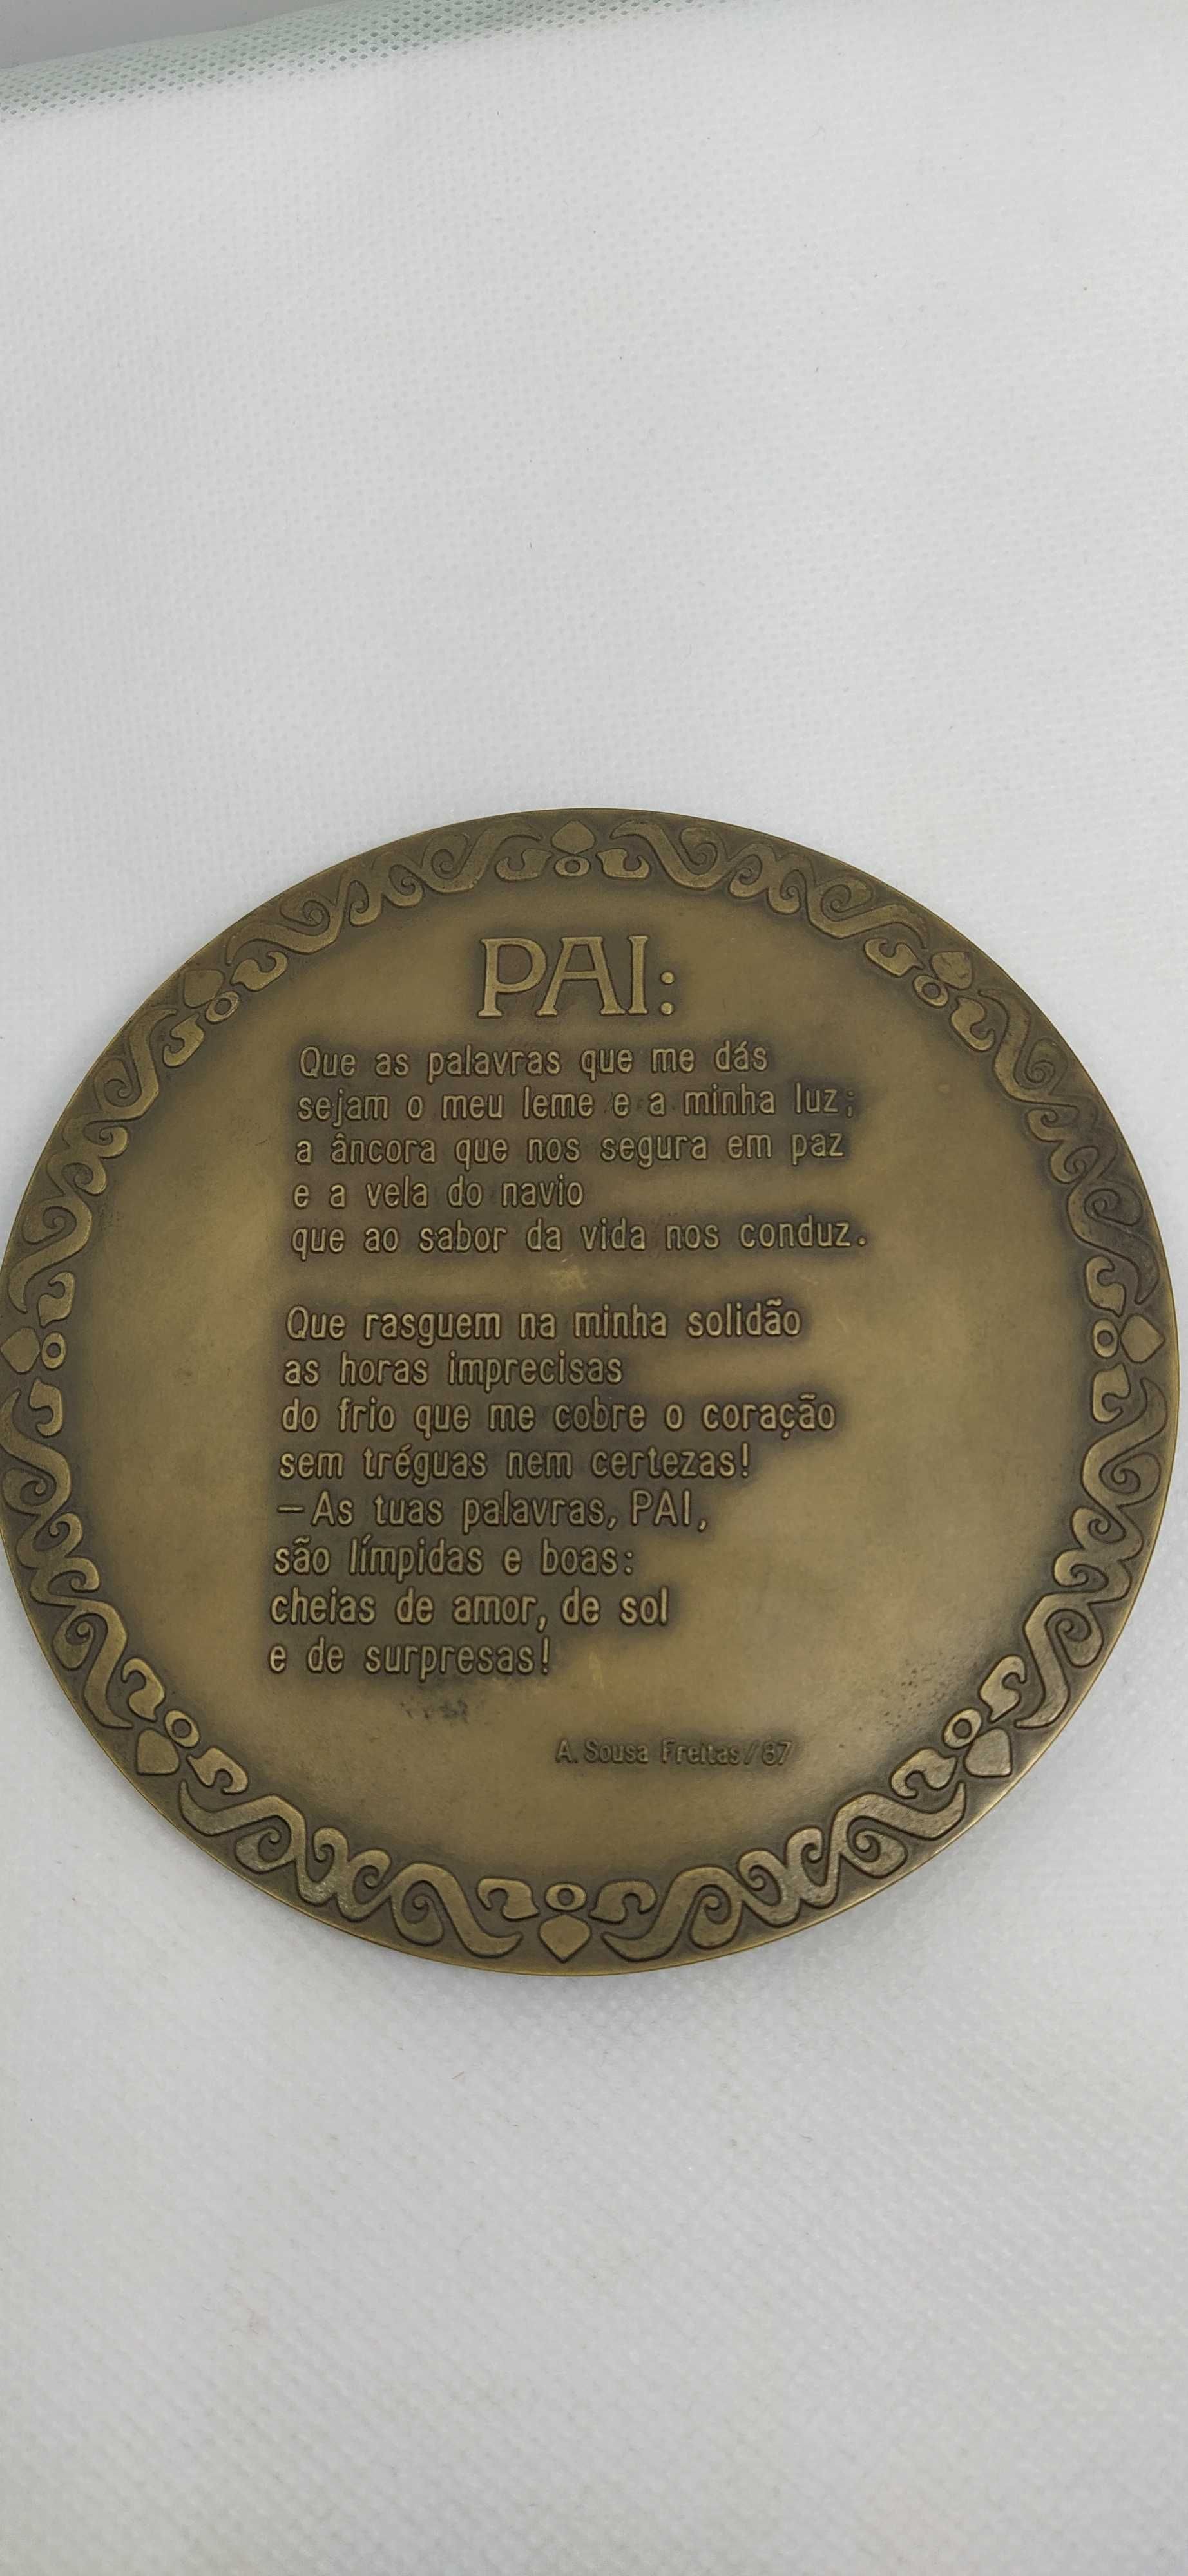 PAI:
Que as palavras que me dás
sejam o meu leme e a minha luz;
a âncora que nos segura em paz
e a vela do navio
que ao sabor da vida nos conduz.
Que rasguem na minha solidão
as horas imprecisas
do frio que me cobre o coração
sem tréguas nem certezas!
— As tuas palavras, PAI,
são límpidas e boas:
cheias de amor, de sol
e de surpresas!
A. Sousa Freitas / 87